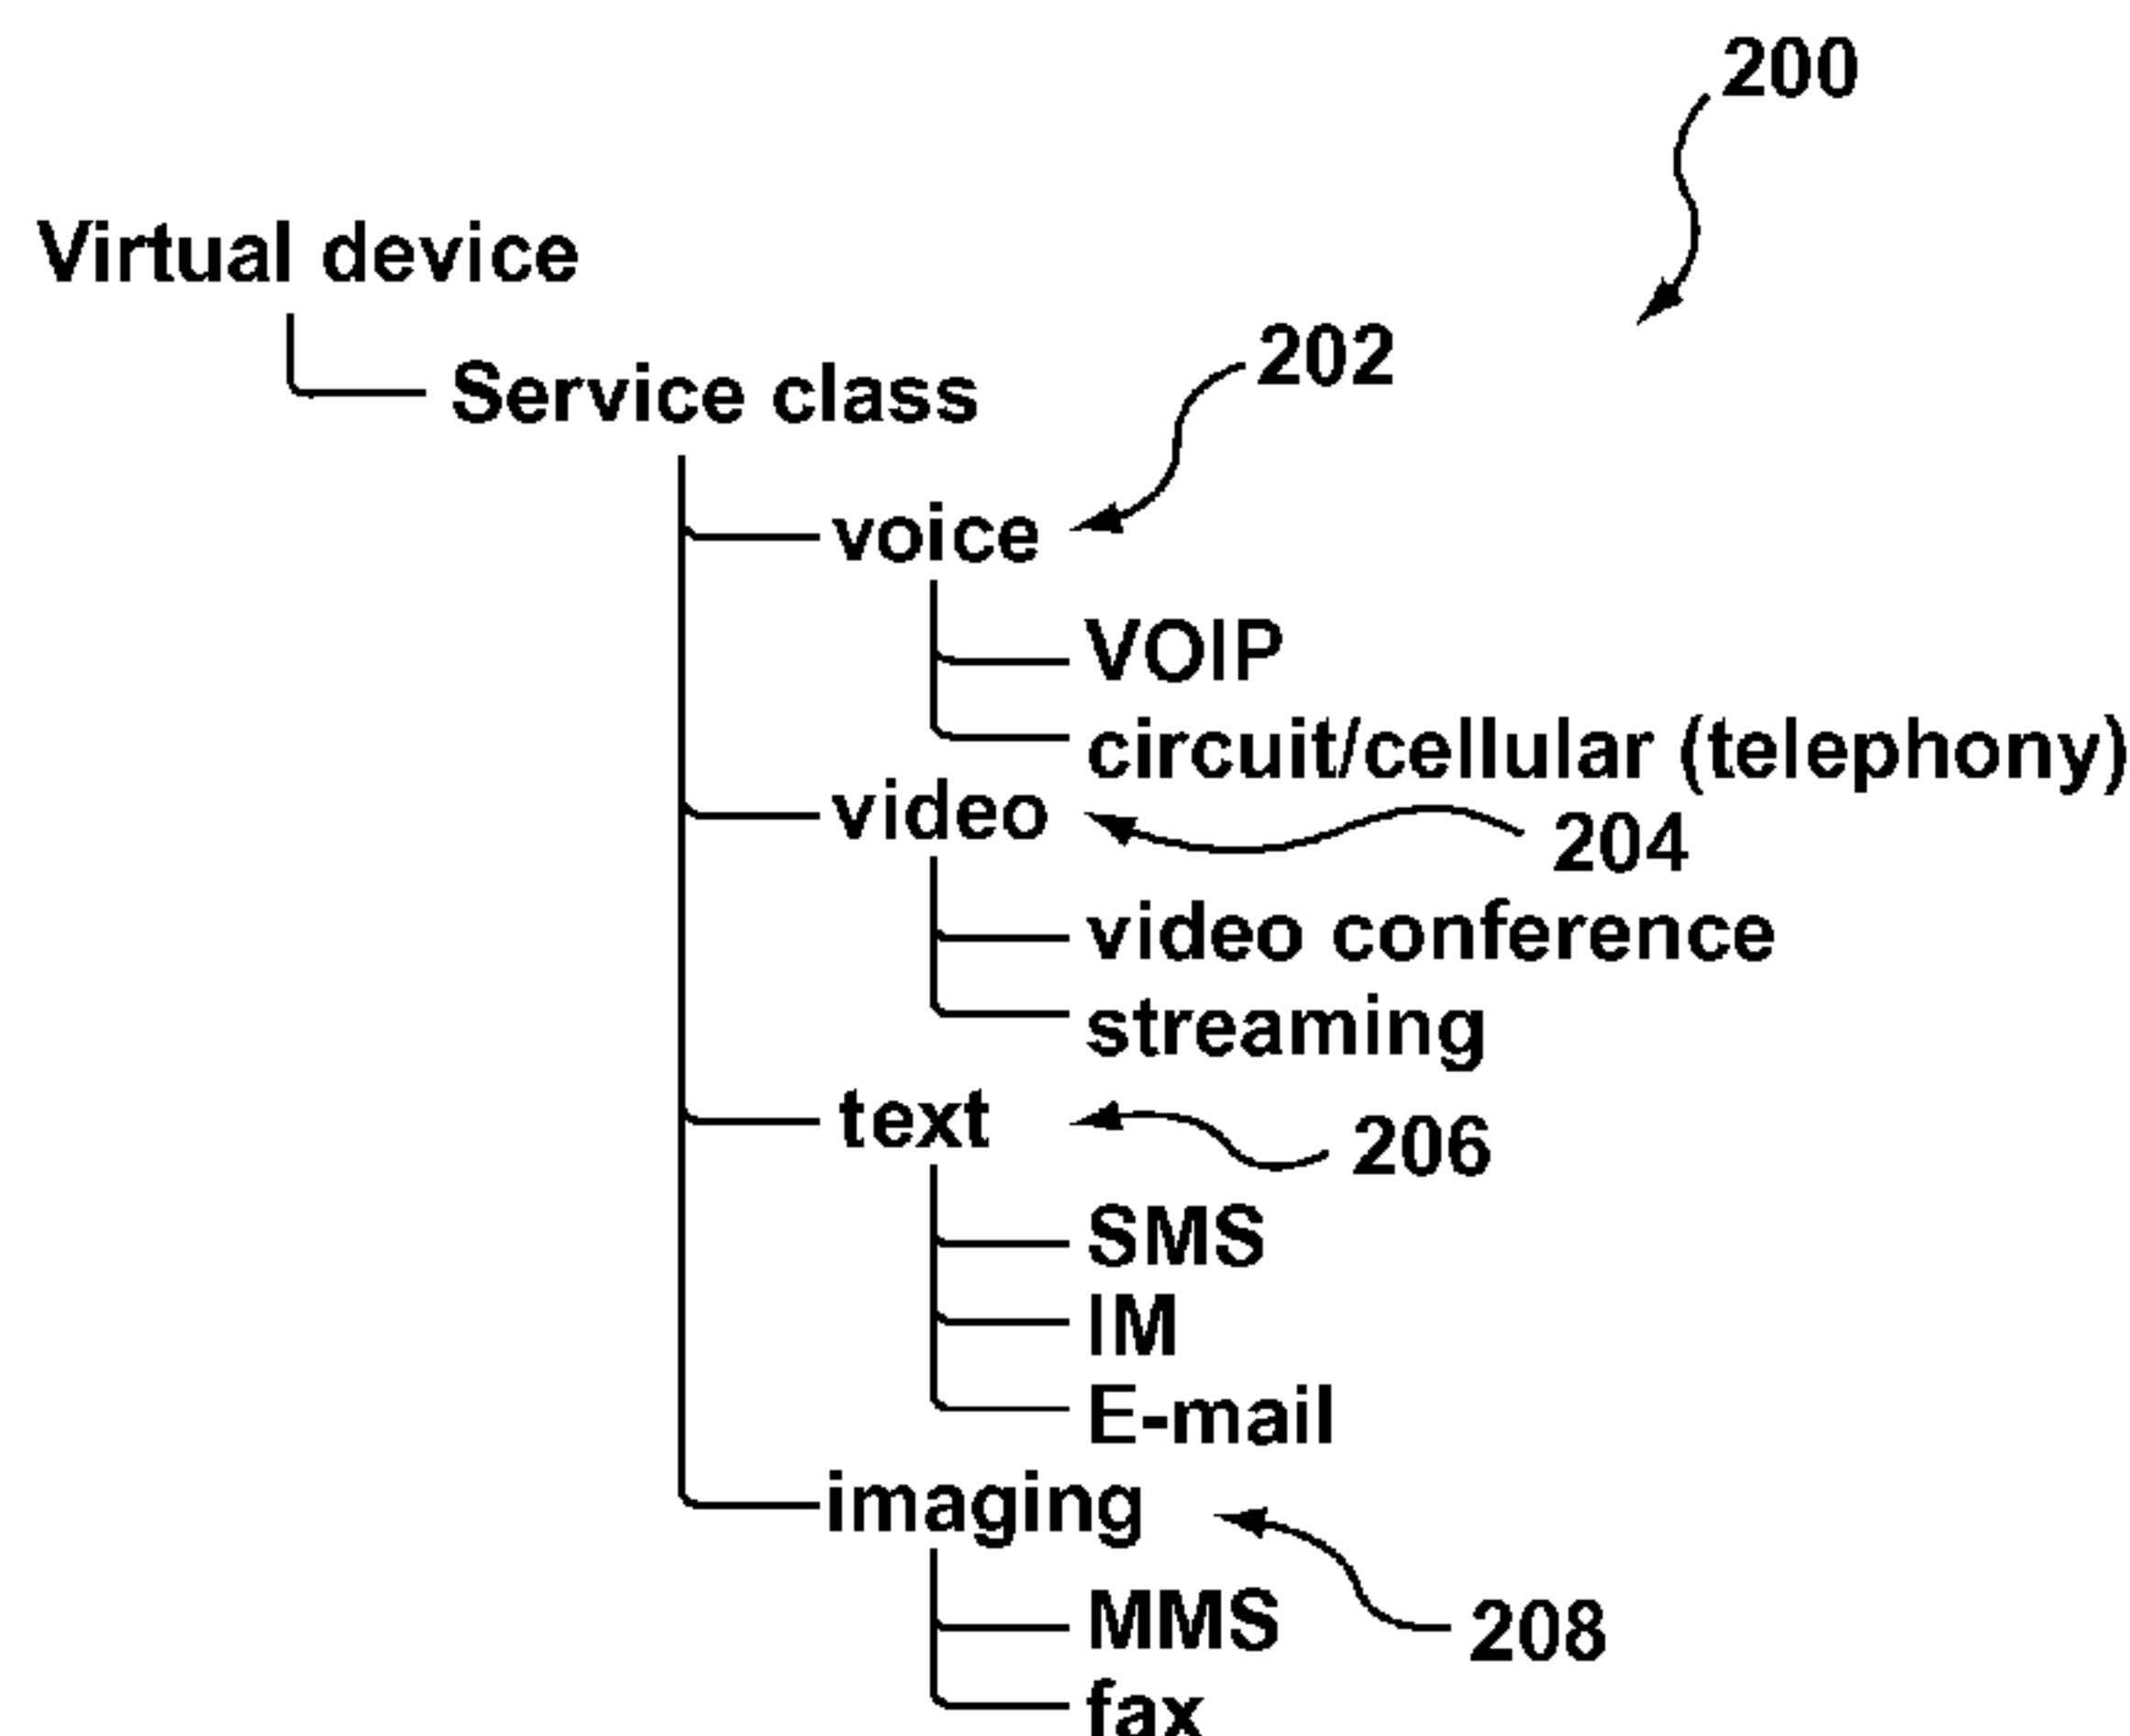 200
Virtual device
202
Service class
voice
VOIP
circuit/cellular (telephony)
video
204
video conference
streaming
text
206
SMS
IM
E-mail
imaging
MMS
208
fax